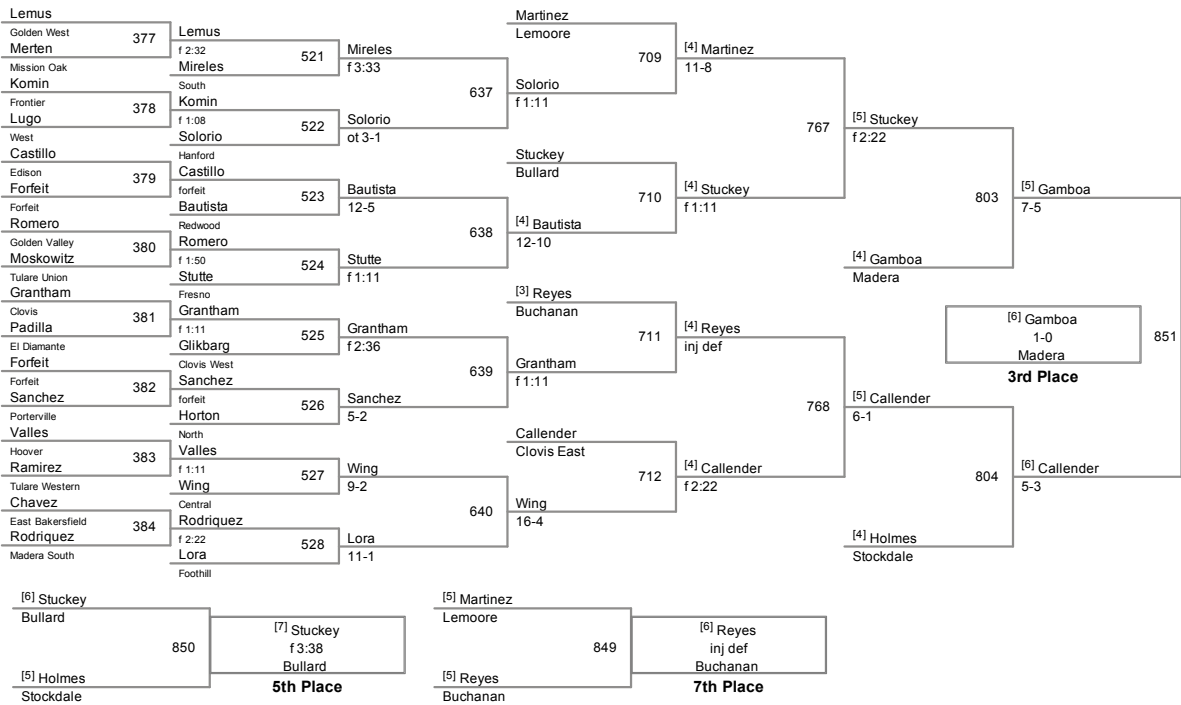 Lemus
Golden West
377
Merten
Mission Oak
Komin
Frontier
378
Lugo
West
Castillo
Edison
379
Forfeit
Forfeit
Romero
Golden Valley
380
Moskowitz
Tulare Union
Grantham
Clovis
381
Padilla
El Diamante
Forfeit
Forfeit
382
Sanchez
Porterville
Valles
Hoover
383
Ramirez
Tulare Western
Chavez
East Bakersfield
384
Rodriquez
Madera South
Lemus
f 2:32
521
Mireles
South
Komin
f 1:08
522
Solorio
Hanford
Castillo
forfeit
523
Bautista
Redwood
Romero
f 1:50
524
Stutte
Fresno
Grantham
f 1:11
525
Glikbarg
Clovis West
Sanchez
forfeit
526
Horton
North
Valles
f 1:11
527
Wing
Central
Rodriquez
f 2:22
528
Lora
Foothill
Mireles
f 3:33
637
Solorio
ot 3-1
Bautista
12-5
638
Stutte
f 1:11
Grantham
f 2:36
639
Sanchez
5-2
Wing
9-2
640
Lora
11-1
Martinez
Lemoore
709
Solorio
f 1:11
Stuckey
Bullard
710
[4] Bautista
12-10
[3] Reyes
Buchanan
711
Grantham
f 1:11
Callender
Clovis East
712
Wing
16-4
[4] Martinez
11-8
767
[4] Stuckey
f 1:11
[4] Reyes
inj def
768
[4] Callender
f 2:22
[5] Stuckey
f 2:22
803
[4] Gamboa
Madera
[5] Callender
6-1
804
[4] Holmes
Stockdale
[5] Gamboa
7-5
851
[6] Callender
5-3
[6] Gamboa
1-0
Madera
3rd Place
[6] Stuckey
Bullard
850
[5] Holmes
Stockdale
[7] Stuckey
f 3:38
Bullard
5th Place
[5] Martinez
Lemoore
849
[5] Reyes
Buchanan
[6] Reyes
inj def
Buchanan
7th Place